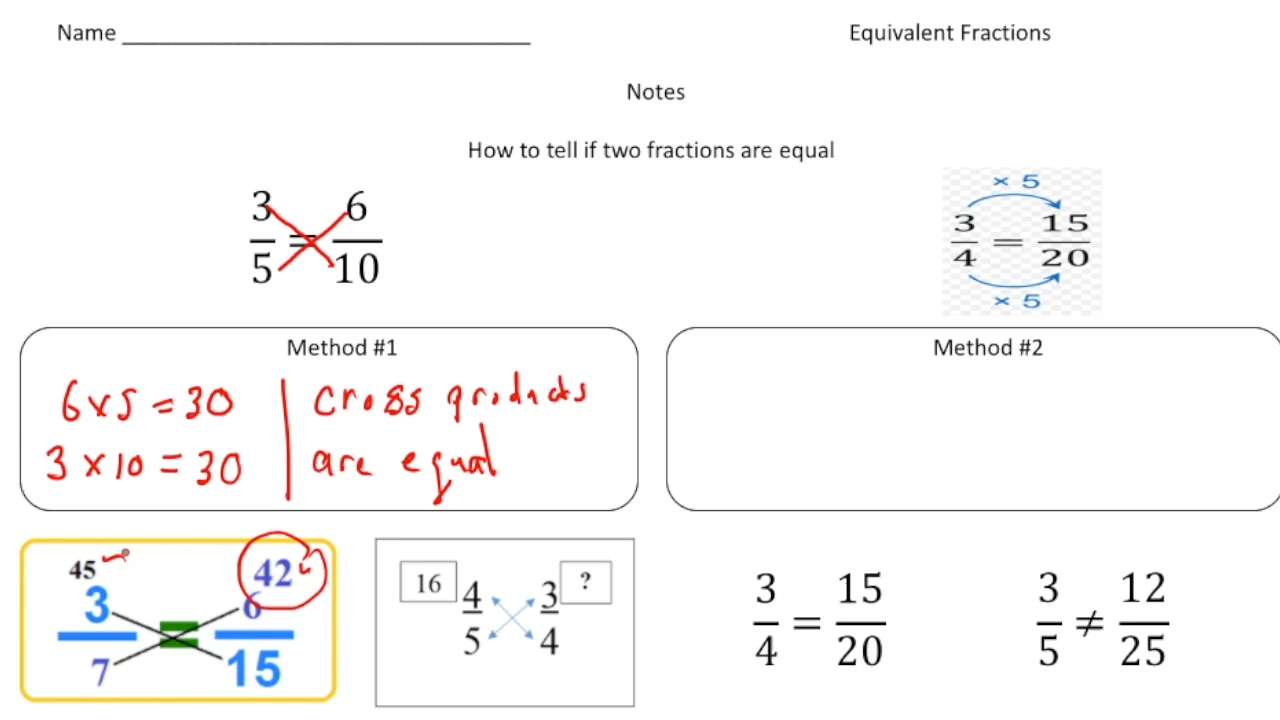 Name _______________________________ Equivalent Fractions
Notes
How to tell if two fractions are equal
3/5 = 6/10
× 5
3/4 = 15/20
× 5
Method #1
6 x 5 = 30 | cross products
3 x 10 = 30 | are equal
Method #2
45 42
3/7 = 6/15
16 4/5 3/4 ?
3/4 = 15/20
3/5 ≠ 12/25